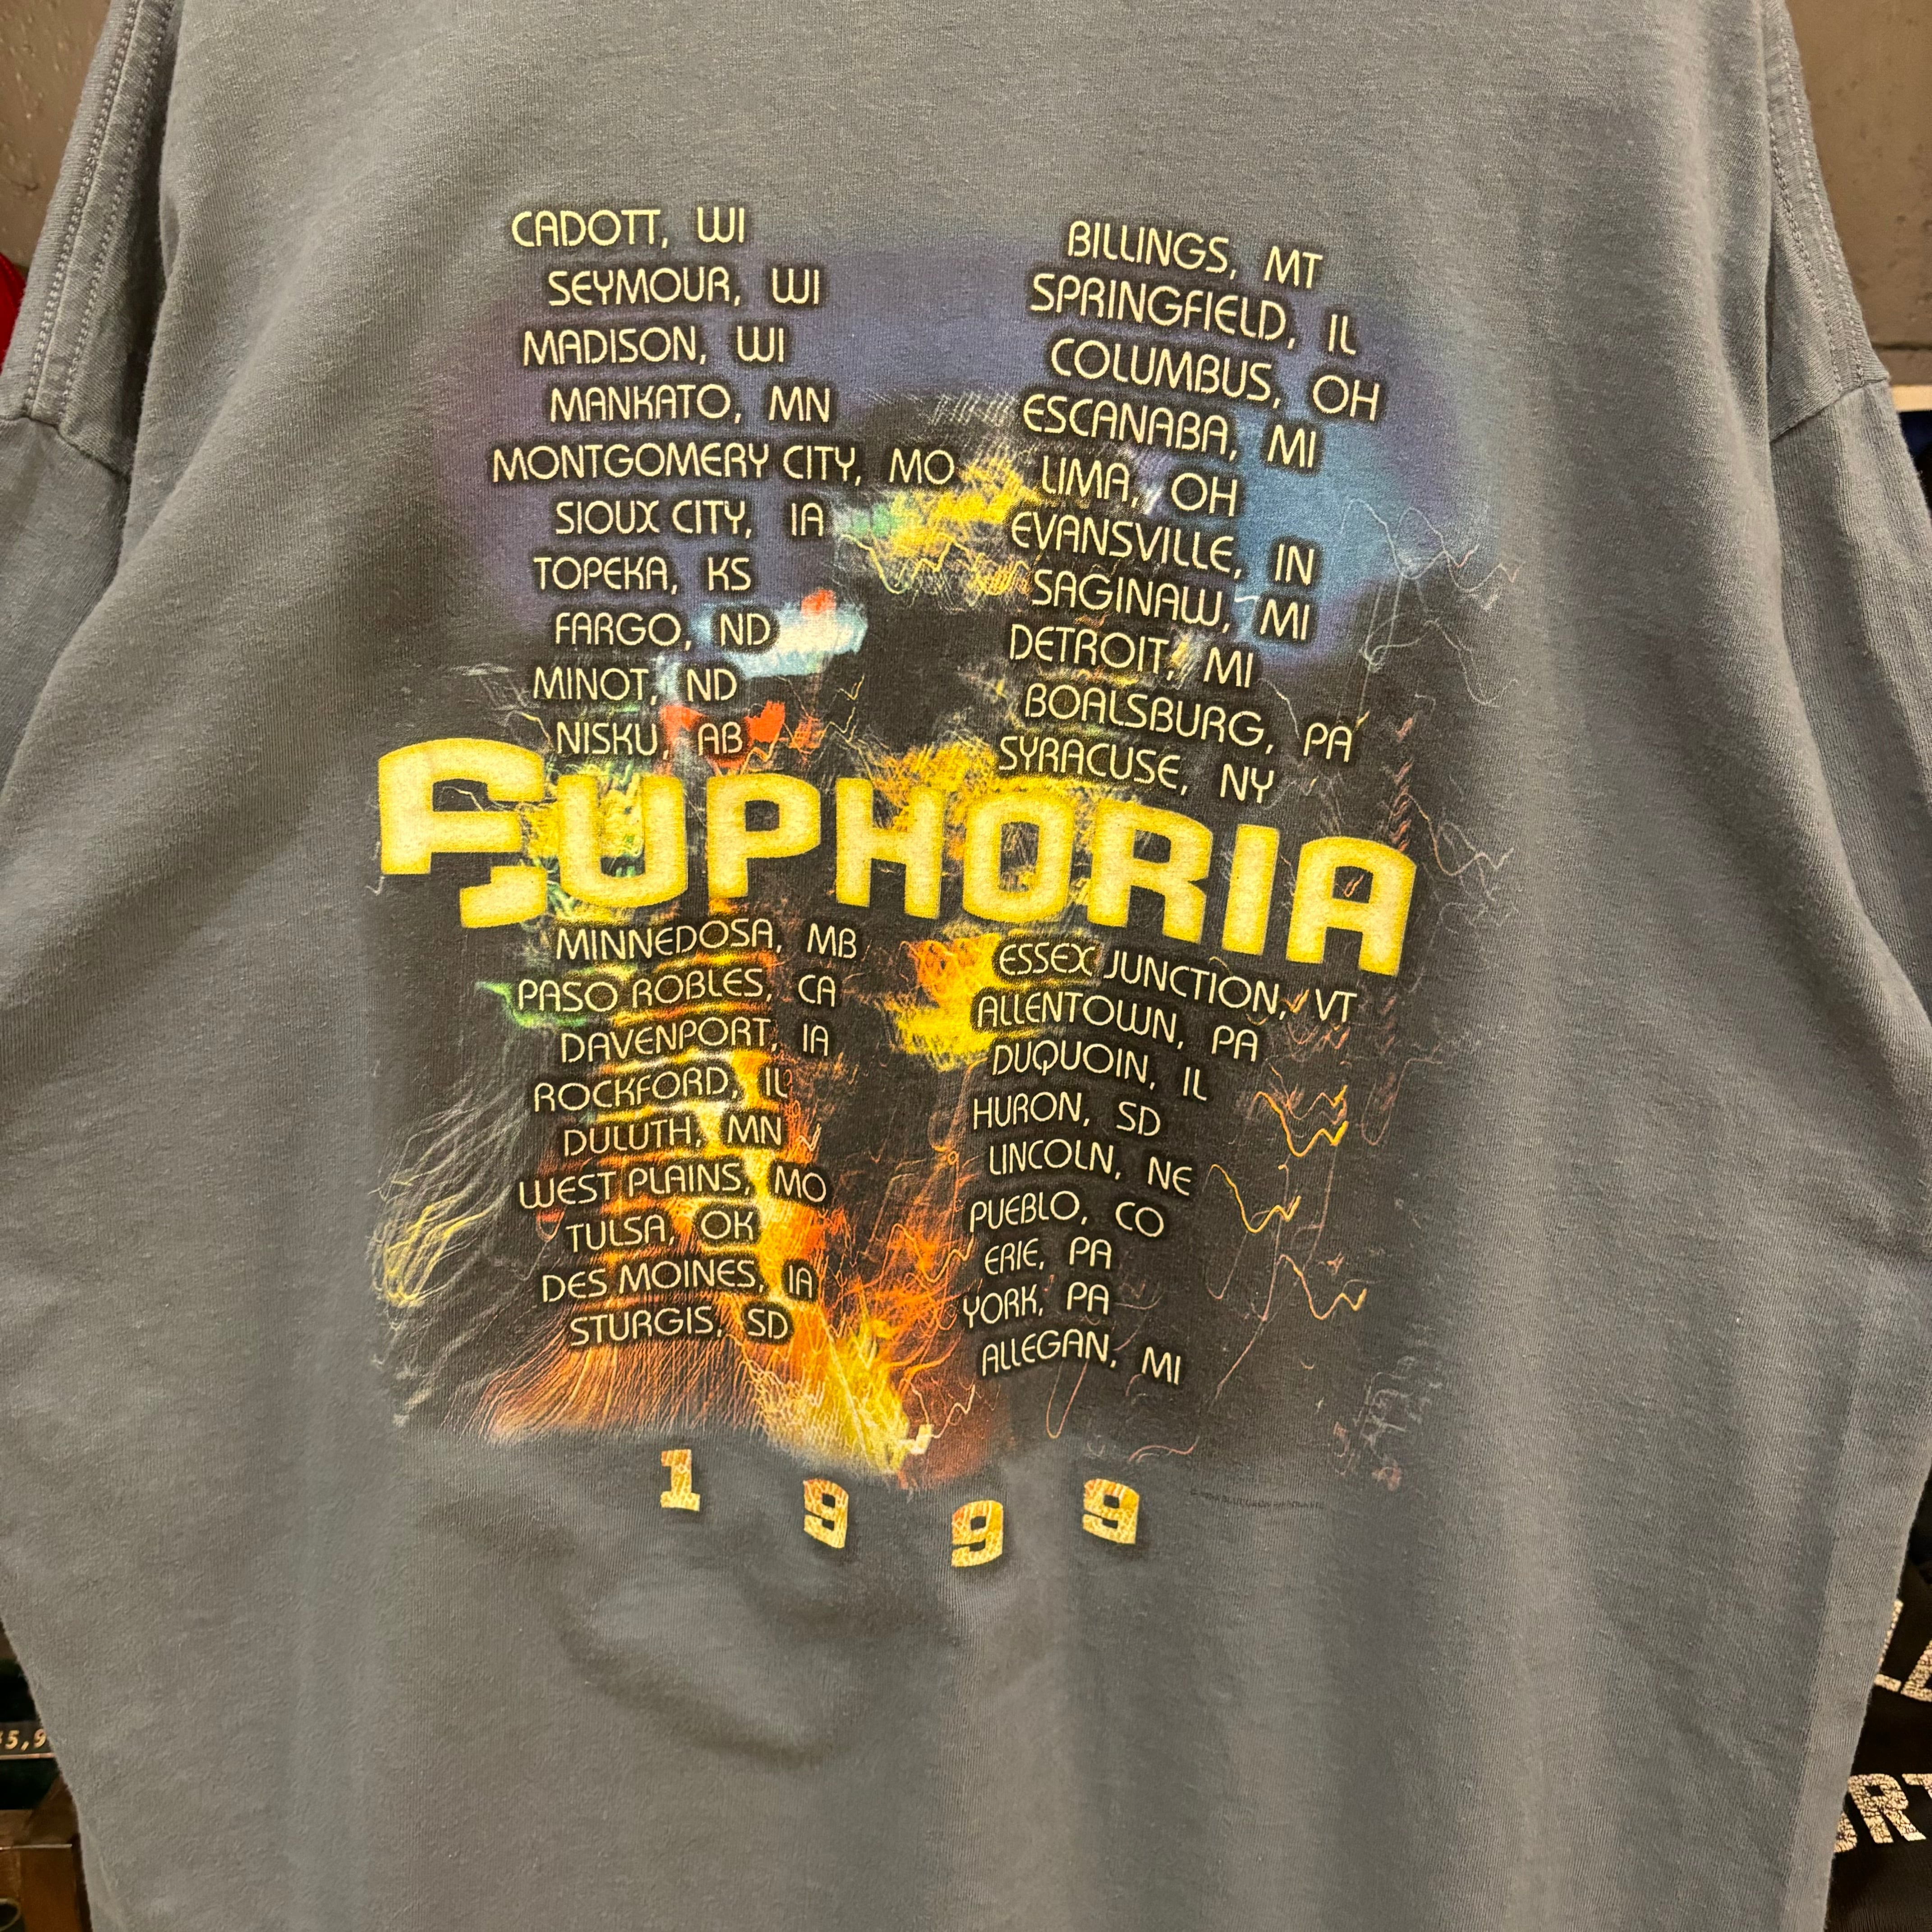 CADOTT, WI
SEYMOUR, WI
MADISON, WI
MANKATO, MN
MONTGOMERY CITY, MO
SIOUX CITY, IA
TOPEKA, KS
FARGO, ND
MINOT, ND
NISKU, AB
BILLINGS, MT
SPRINGFIELD, IL
COLUMBUS, OH
ESCANABA, MI
LIMA, OH
EVANSVILLE, IN
SAGINAW, MI
DETROIT, MI
BOALSBURG, PA
SYRACUSE, NY
EUPHORIA
MINNEDOSA, MB
PASO ROBLES, CA
DAVENPORT, IA
ROCKFORD, IL
DULUTH, MN
WEST PLAINS, MO
TULSA, OK
DES MOINES, IA
STURGIS, SD
ESSEX JUNCTION, VT
ALLENTOWN, PA
DUQUOIN, IL
HURON, SD
LINCOLN, NE
PUEBLO, CO
ERIE, PA
YORK, PA
ALLEGAN, MI
1999